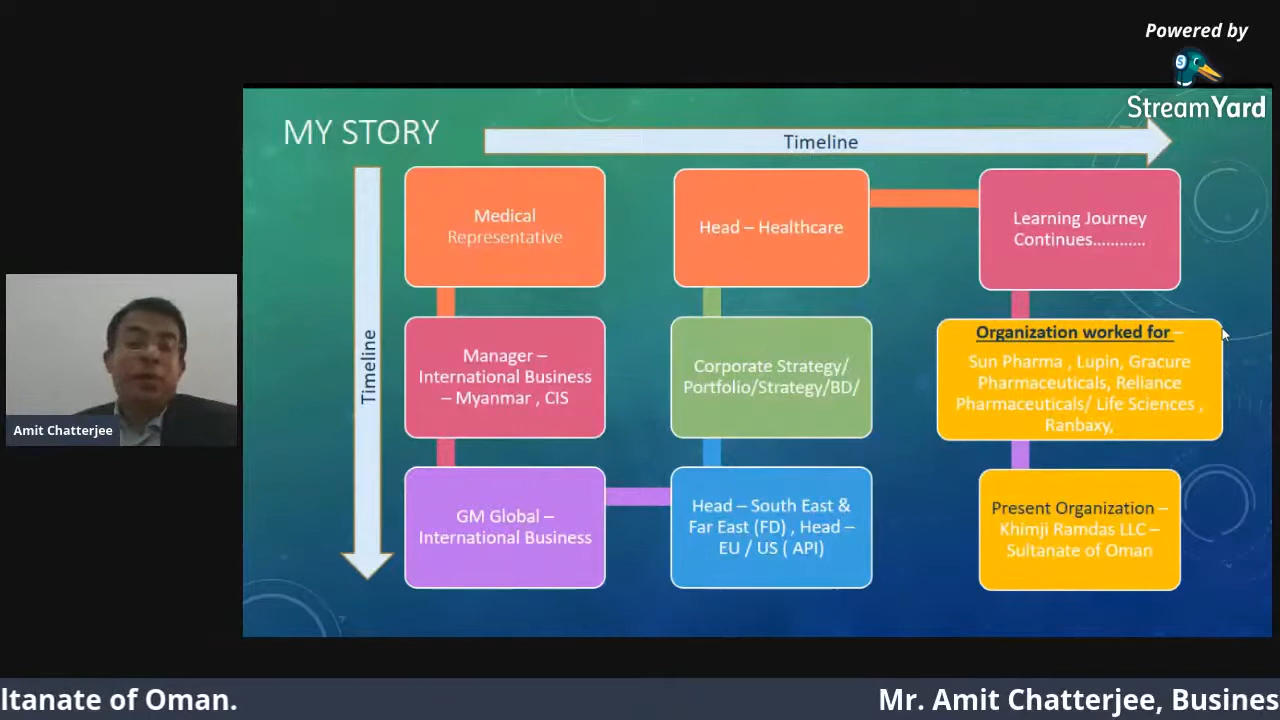 Powered by
StreamYard
MY STORY
Timeline
Timeline
Medical
Representative
Manager –
International Business
– Myanmar , CIS
GM Global –
International Business
Head – Healthcare
Corporate Strategy/
Portfolio/Strategy/BD/
Head – South East &
Far East (FD) , Head –
EU / US ( API)
Learning Journey
Continues............
Organization worked for –
Sun Pharma , Lupin, Gracure
Pharmaceuticals, Reliance
Pharmaceuticals/ Life Sciences ,
Ranbaxy,
Present Organization –
Khimji Ramdas LLC –
Sultanate of Oman
Amit Chatterjee
ltanate of Oman.
Mr. Amit Chatterjee, Busines